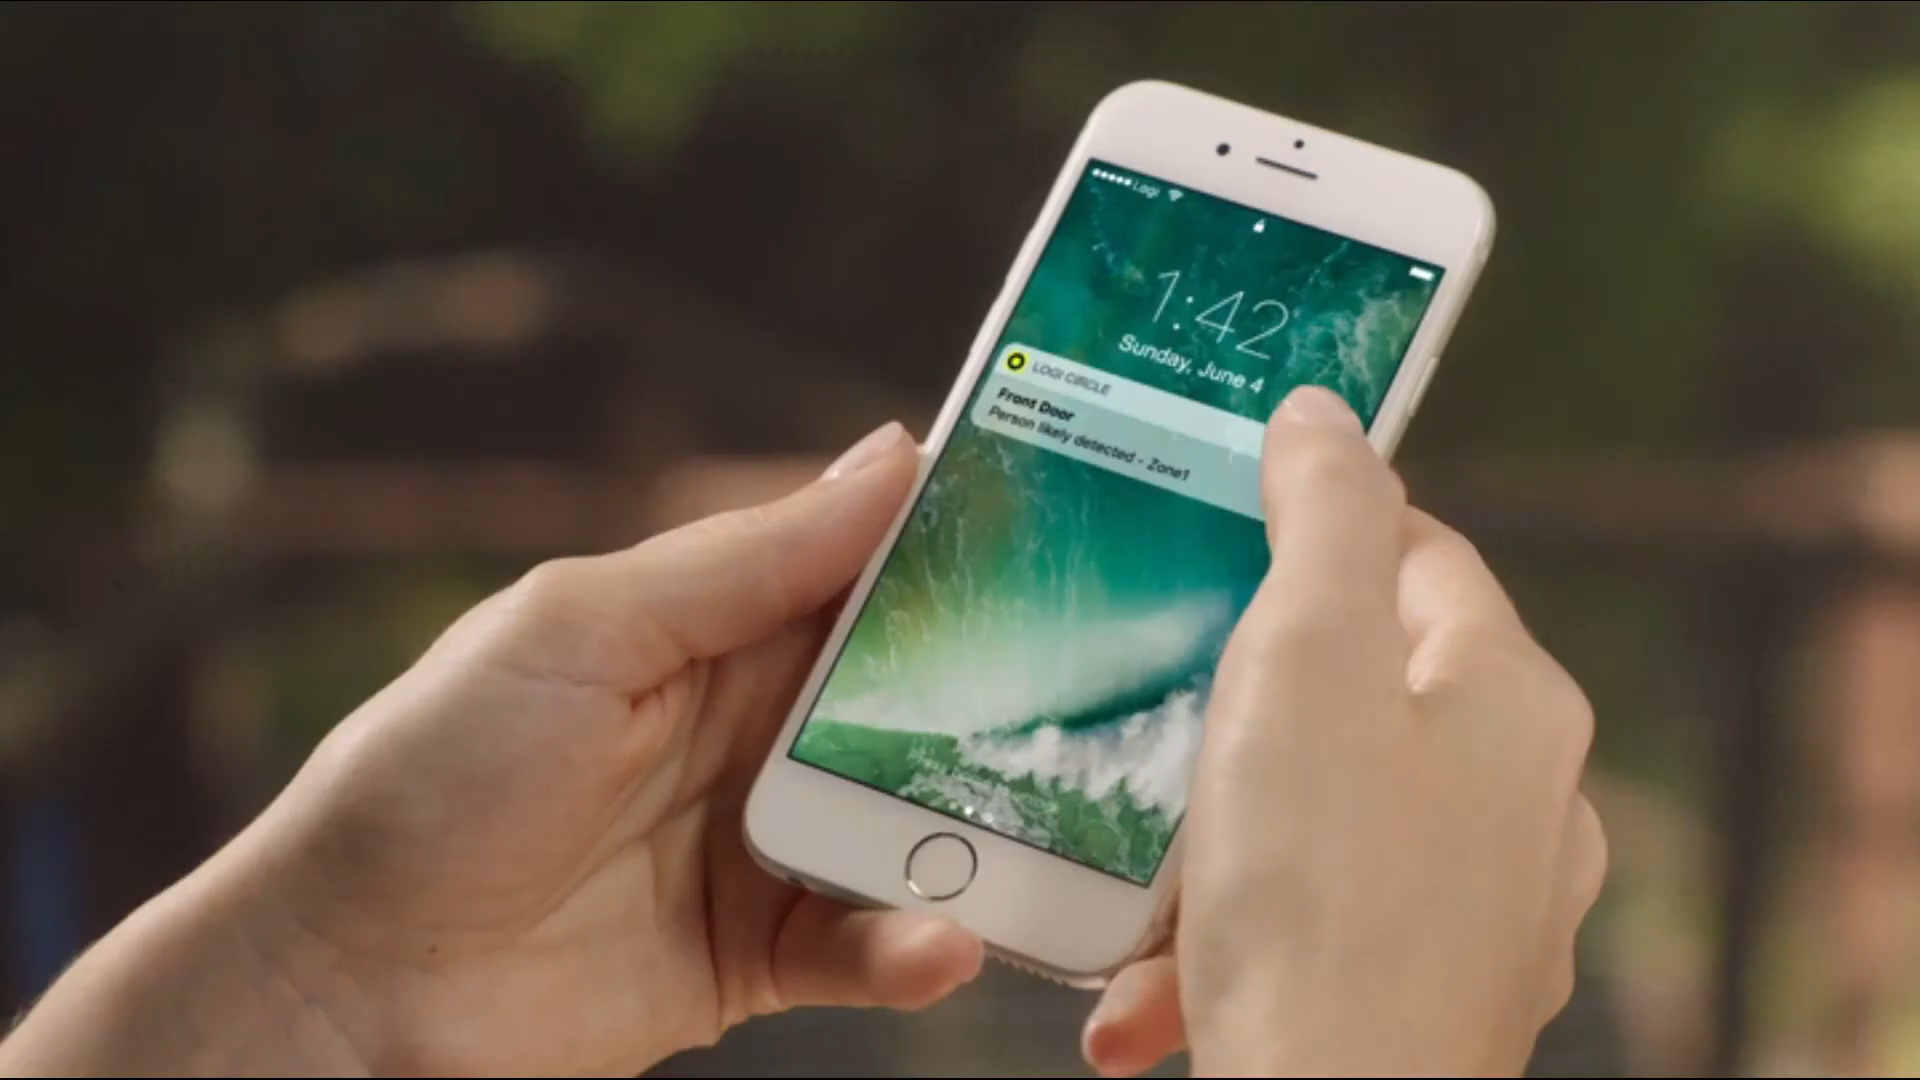 Logi
1:42
Sunday, June 4
LOGI CIRCLE
Front Door
Person likely detected - Zone1